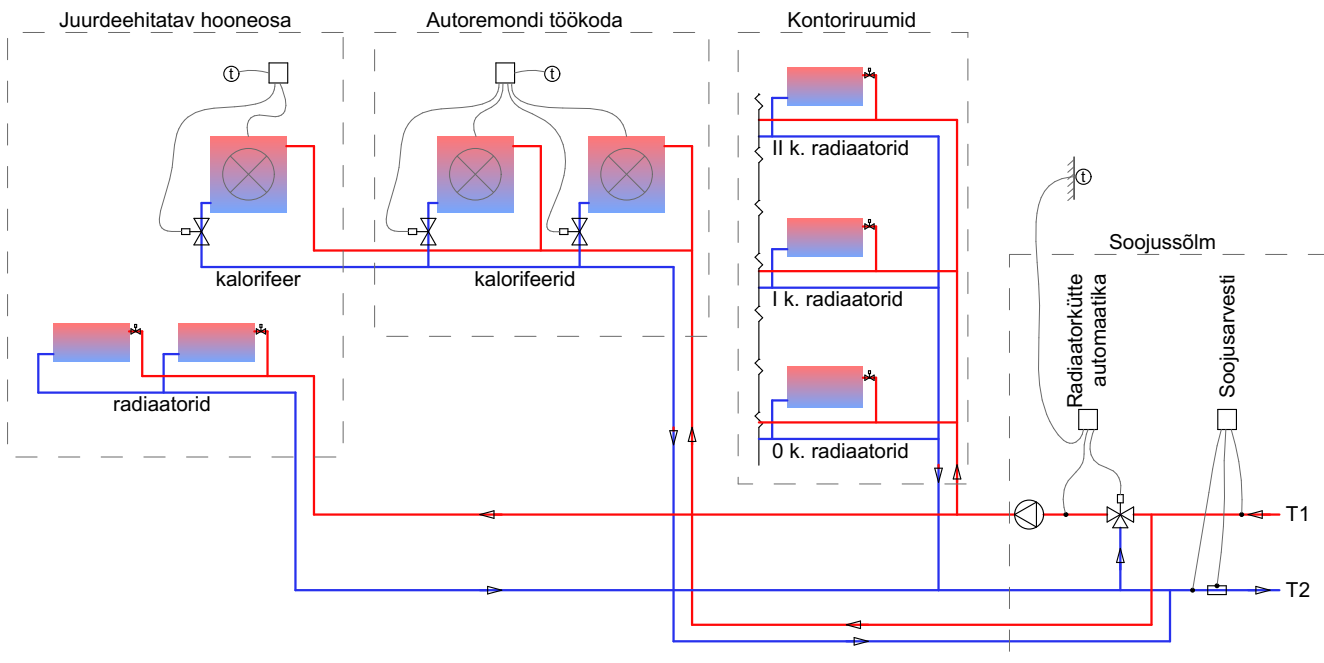 Juurdeehitatav hooneosa
Autoremondi töökoda
Kontoriruumid
t
t
II k. radiaatorid
t
Soojussõlm
kalorifeer
kalorifeerid
I k. radiaatorid
Radiaatorkütte
automaatika
Soojusarvesti
radiaatorid
0 k. radiaatorid
T1
T2